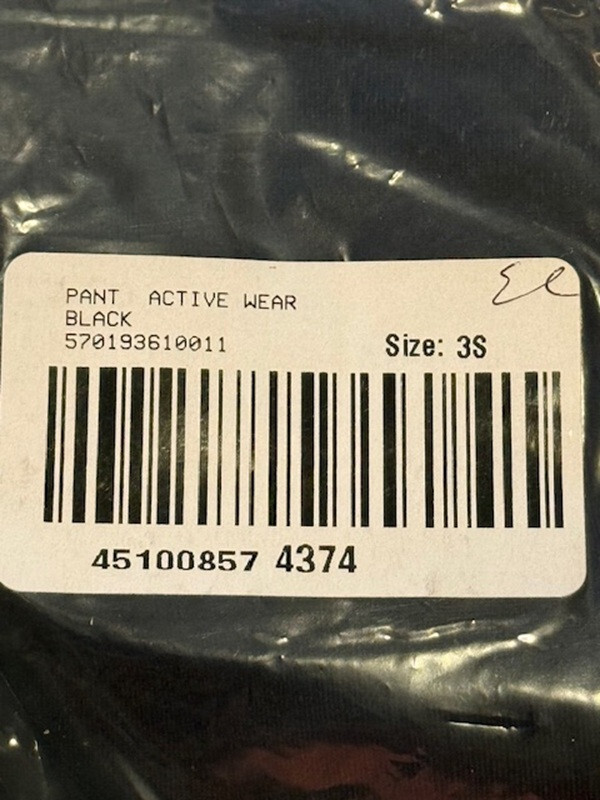 PANT ACTIVE WEAR
BLACK
570193610011
Size: 3S
45100857 4374